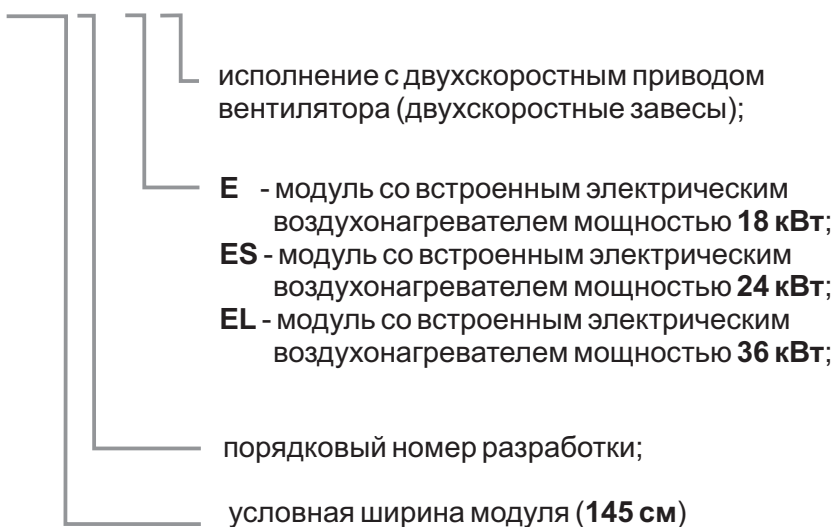 исполнение с двухскоростным приводом
вентилятора (двухскоростные завесы);
E - модуль со встроенным электрическим
воздухонагревателем мощностью 18 кВт;
ES - модуль со встроенным электрическим
воздухонагревателем мощностью 24 кВт;
EL - модуль со встроенным электрическим
воздухонагревателем мощностью 36 кВт;
порядковый номер разработки;
условная ширина модуля (145 см)